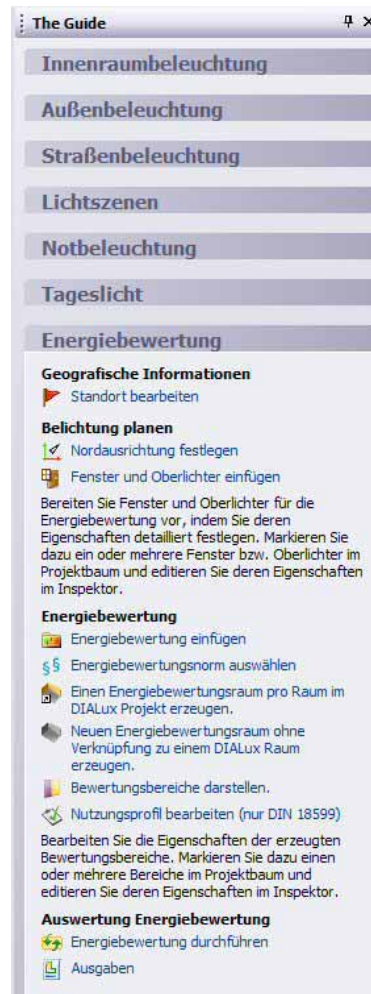 The Guide
Innenraumbeleuchtung
Außenbeleuchtung
Straßenbeleuchtung
Lichtszenen
Notbeleuchtung
Tageslicht
Energiebewertung
Geografische Informationen
Standort bearbeiten
Belichtung planen
Nordausrichtung festlegen
Fenster und Oberlichter einfügen
Bereiten Sie Fenster und Oberlichter für die
Energiebewertung vor, indem Sie deren
Eigenschaften detailliert festlegen. Markieren Sie
dazu ein oder mehrere Fenster bzw. Oberlichter im
Projektbaum und editieren Sie deren Eigenschaften
im Inspektor.
Energiebewertung
Energiebewertung einfügen
§§ Energiebewertungsnorm auswählen
Einen Energiebewertungsraum pro Raum im
DIALux Projekt erzeugen.
Neuen Energiebewertungsraum ohne
Verknüpfung zu einem DIALux Raum
erzeugen.
Bewertungsbereiche darstellen.
Nutzungsprofil bearbeiten (nur DIN 18599)
Bearbeiten Sie die Eigenschaften der erzeugten
Bewertungsbereiche. Markieren Sie dazu einen
oder mehrere Bereiche im Projektbaum und
editieren Sie deren Eigenschaften im Inspektor.
Auswertung Energiebewertung
Energiebewertung durchführen
Ausgaben